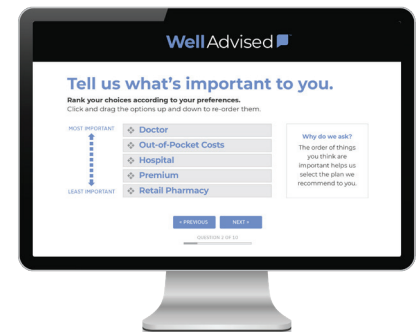 WellAdvised
Tell us what's important to you.
Rank your choices according to your preferences.
Click and drag the options up and down to re-order them.
MOST IMPORTANT
Doctor
Out-of-Pocket Costs
Hospital
Premium
LEAST IMPORTANT
Retail Pharmacy
Why do we ask?
The order of things
you think are
important helps us
select the plan we
recommend to you.
< PREVIOUS
NEXT >
QUESTION 2 OF 10